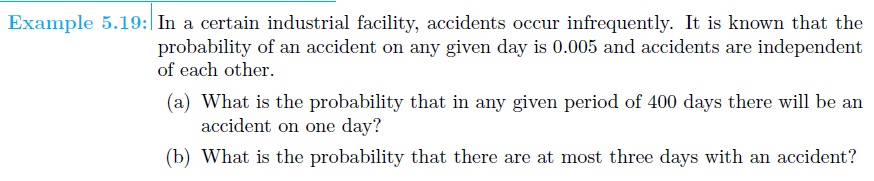 Example 5.19: In a certain industrial facility, accidents occur infrequently. It is known that the
probability of an accident on any given day is 0.005 and accidents are independent
of each other.
(a) What is the probability that in any given period of 400 days there will be an
accident on one day?
(b) What is the probability that there are at most three days with an accident?